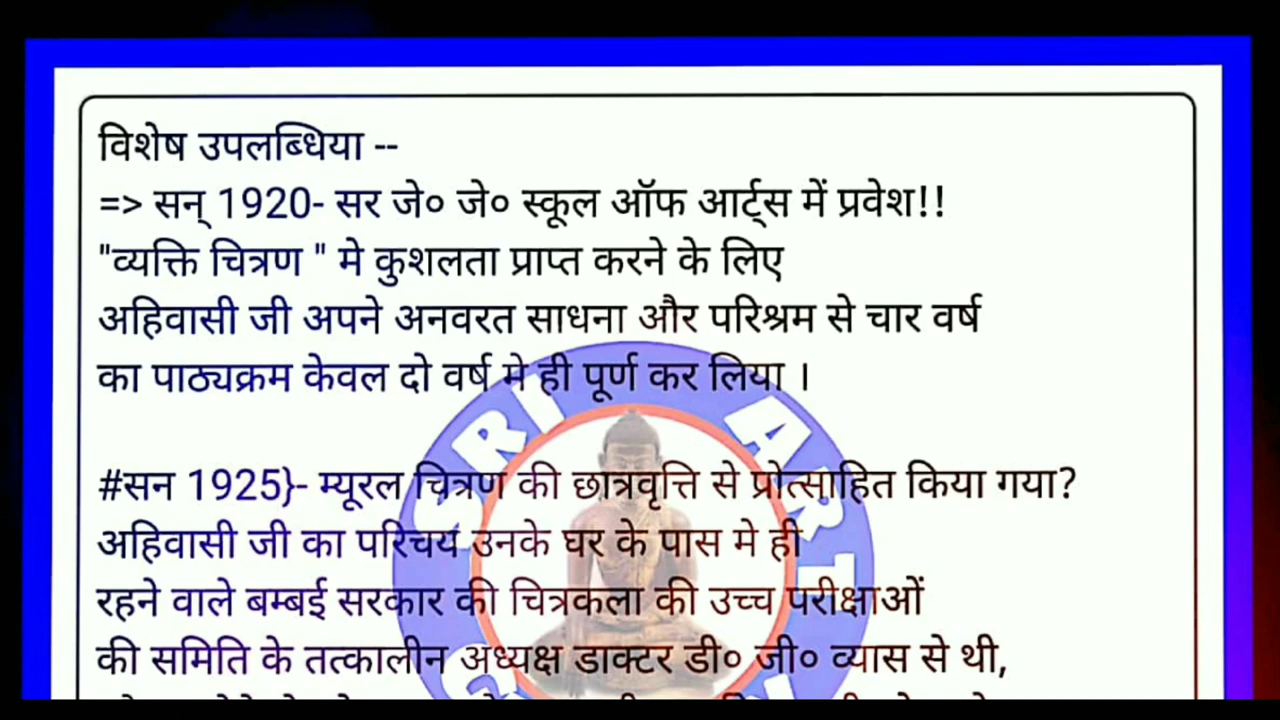 विशेष उपलब्धिया --
=> सन् 1920- सर जे० जे० स्कूल ऑफ आर्ट्स में प्रवेश!!
"व्यक्ति चित्रण " मे कुशलता प्राप्त करने के लिए
अहिवासी जी अपने अनवरत साधना और परिश्रम से चार वर्ष
का पाठ्यक्रम केवल दो वर्ष मे ही पूर्ण कर लिया ।
#सन 1925}- म्यूरल चित्रण की छात्रवृत्ति से प्रोत्साहित किया गया?
अहिवासी जी का परिचय उनके घर के पास मे ही
रहने वाले बम्बई सरकार की चित्रकला की उच्च परीक्षाओं
की समिति के तत्कालीन अध्यक्ष डाक्टर डी० जी० व्यास से थी,
SRI ART